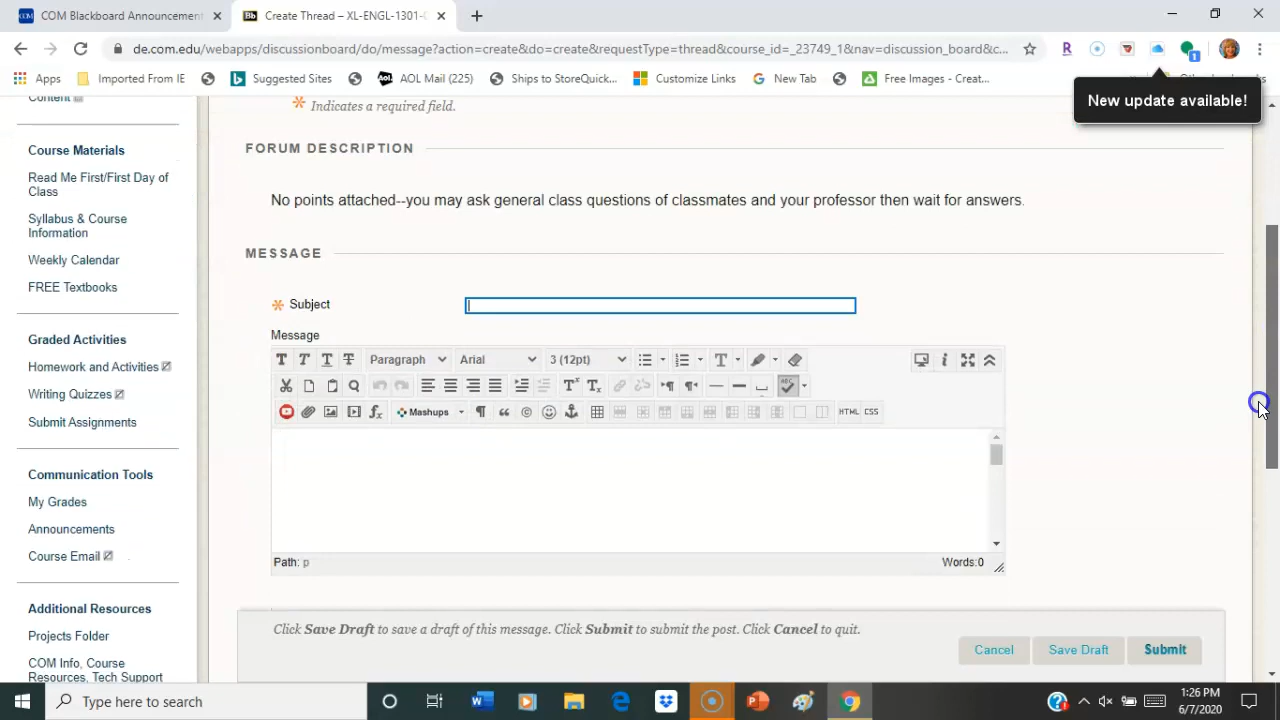 COM Blackboard Announcement
Bb Create Thread – XL-ENGL-1301-
de.com.edu/webapps/discussionboard/do/message?action=create&do=create&requestType=thread&course_id=_23749_1&nav=discussion_board&c...
Apps Imported From IE Suggested Sites AOL Mail (225) Ships to StoreQuick... Customize Links New Tab Free Images - Creat...
New update available!
Content
Indicates a required field.
FORUM DESCRIPTION
No points attached--you may ask general class questions of classmates and your professor then wait for answers.
MESSAGE
Subject
Message
Paragraph Arial 3 (12pt)
Mashups HTML CSS
Path: p Words:0
Click Save Draft to save a draft of this message. Click Submit to submit the post. Click Cancel to quit.
Cancel Save Draft Submit
Course Materials
Read Me First/First Day of
Class
Syllabus & Course
Information
Weekly Calendar
FREE Textbooks
Graded Activities
Homework and Activities
Writing Quizzes
Submit Assignments
Communication Tools
My Grades
Announcements
Course Email
Additional Resources
Projects Folder
COM Info, Course
Resources, Tech Support
Type here to search
1:26 PM
6/7/2020